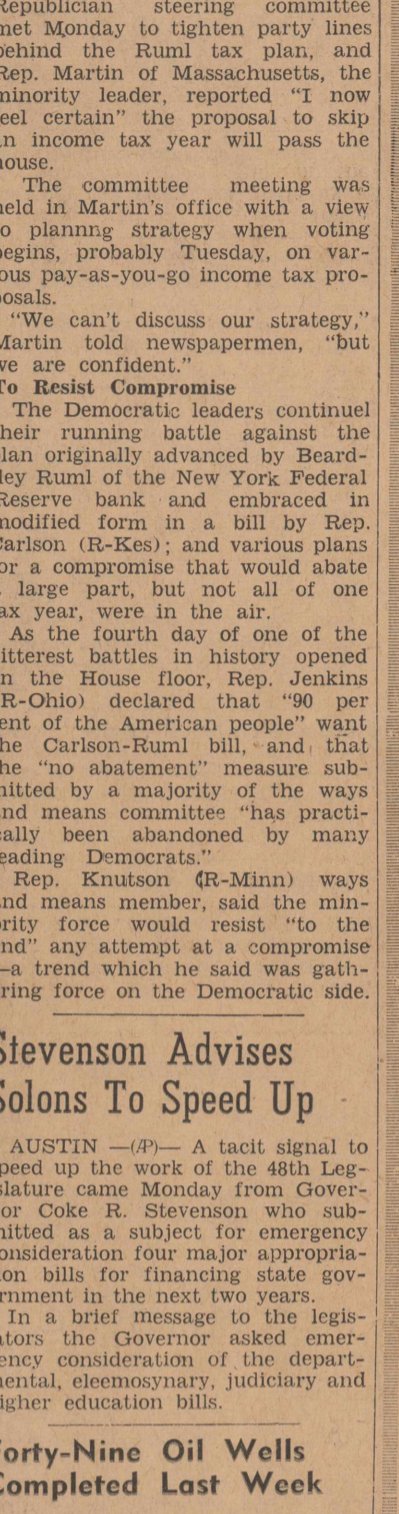 Republician steering committee
met Monday to tighten party lines
behind the Ruml tax plan, and
Rep. Martin of Massachusetts, the
minority leader, reported "I now
eel certain" the proposal to skip
n income tax year will pass the
house.
The committee meeting was
held in Martin's office with a view
o plannng strategy when voting
begins, probably Tuesday, on var-
ous pay-as-you-go income tax pro-
posals.
"We can't discuss our strategy,"
Martin told newspapermen, "but
we are confident."
To Resist Compromise
The Democratic leaders continuel
heir running battle against the
lan originally advanced by Beard-
ley Ruml of the New York Federal
Reserve bank and embraced in
modified form in a bill by Rep.
Carlson (R-Kes); and various plans
or a compromise that would abate
large part, but not all of one
ax year, were in the air.
As the fourth day of one of the
itterest battles in history opened
n the House floor, Rep. Jenkins
R-Ohio) declared that "90 per
ent of the American people" want
he Carlson-Ruml bill, and that
he "no abatement" measure sub-
mitted by a majority of the ways
nd means committee "has practi-
cally been abandoned by many
eading Democrats."
Rep. Knutson (R-Minn) ways
nd means member, said the min-
ority force would resist "to the
nd" any attempt at a compromise
—a trend which he said was gath-
ring force on the Democratic side.
Stevenson Advises
Solons To Speed Up
AUSTIN —(AP)— A tacit signal to
peed up the work of the 48th Leg-
slature came Monday from Gover-
or Coke R. Stevenson who sub-
mitted as a subject for emergency
onsideration four major appropria-
ion bills for financing state gov-
rnment in the next two years.
In a brief message to the legis-
ators the Governor asked emer-
ency consideration of the depart-
mental, eleemosynary, judiciary and
igher education bills.
Forty-Nine Oil Wells
Completed Last Week